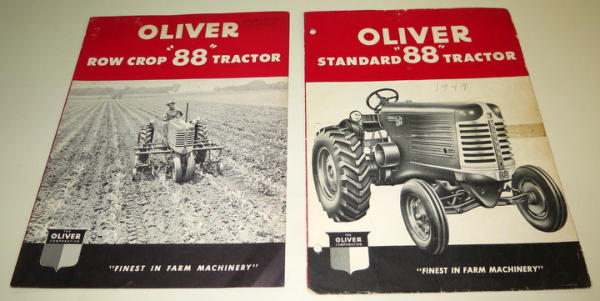 OLIVER
ROW CROP "88" TRACTOR
THE
OLIVER
CORPORATION
"FINEST IN FARM MACHINERY"
OLIVER
STANDARD "88" TRACTOR
1949
THE
OLIVER
CORPORATION
"FINEST IN FARM MACHINERY"